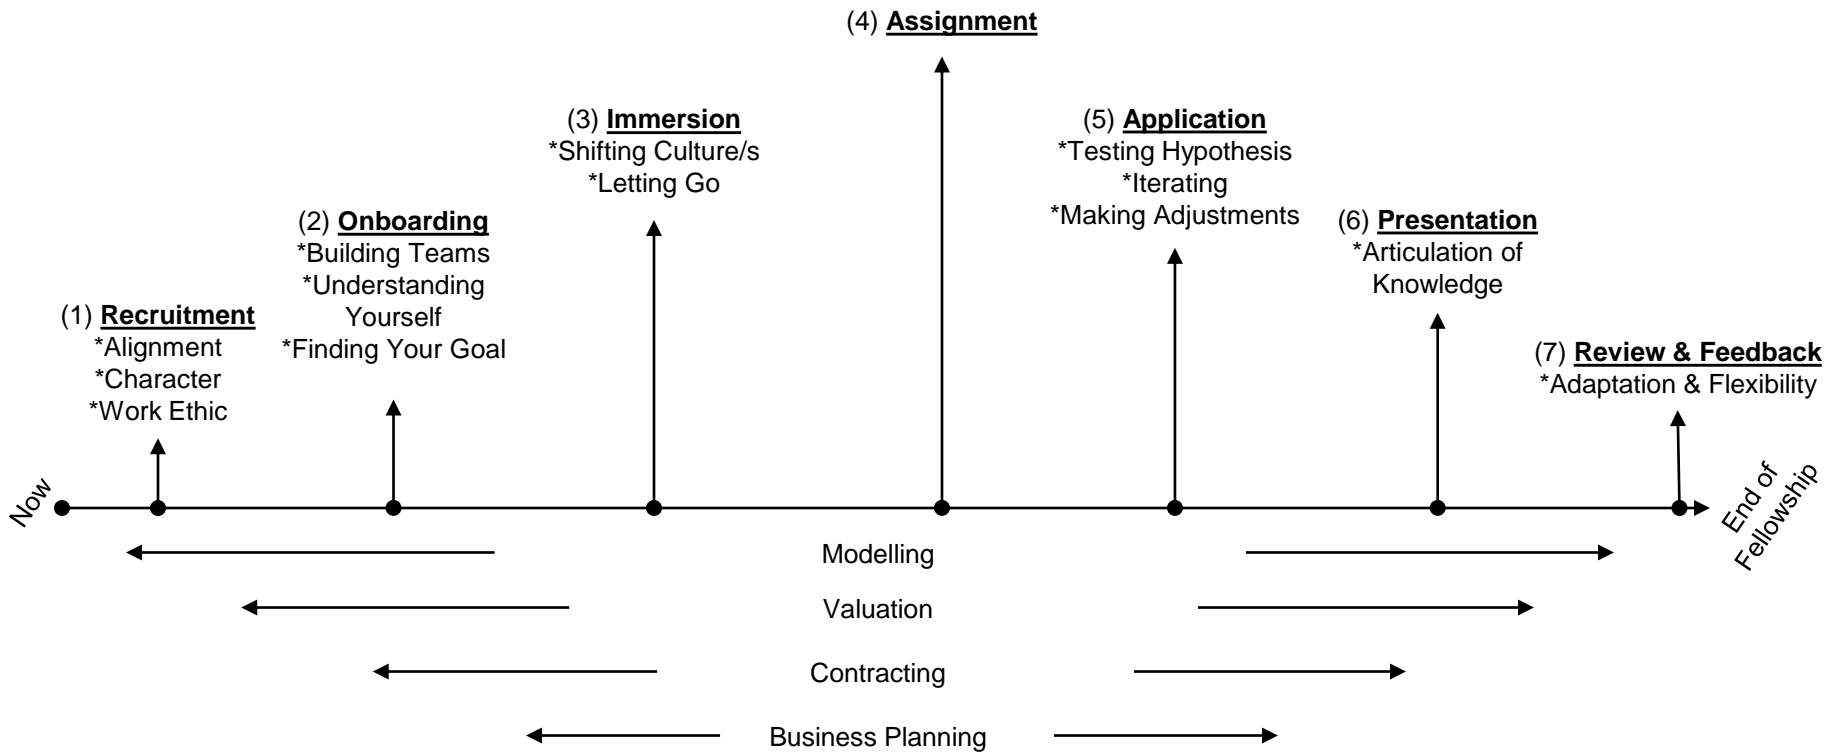 (4) Assignment
(3) Immersion
*Shifting Culture/s
*Letting Go
(5) Application
*Testing Hypothesis
*Iterating
*Making Adjustments
(2) Onboarding
*Building Teams
*Understanding
Yourself
*Finding Your Goal
(6) Presentation
*Articulation of
Knowledge
(1) Recruitment
*Alignment
*Character
*Work Ethic
(7) Review & Feedback
*Adaptation & Flexibility
Now
End of
Fellowship
Modelling
Valuation
Contracting
Business Planning